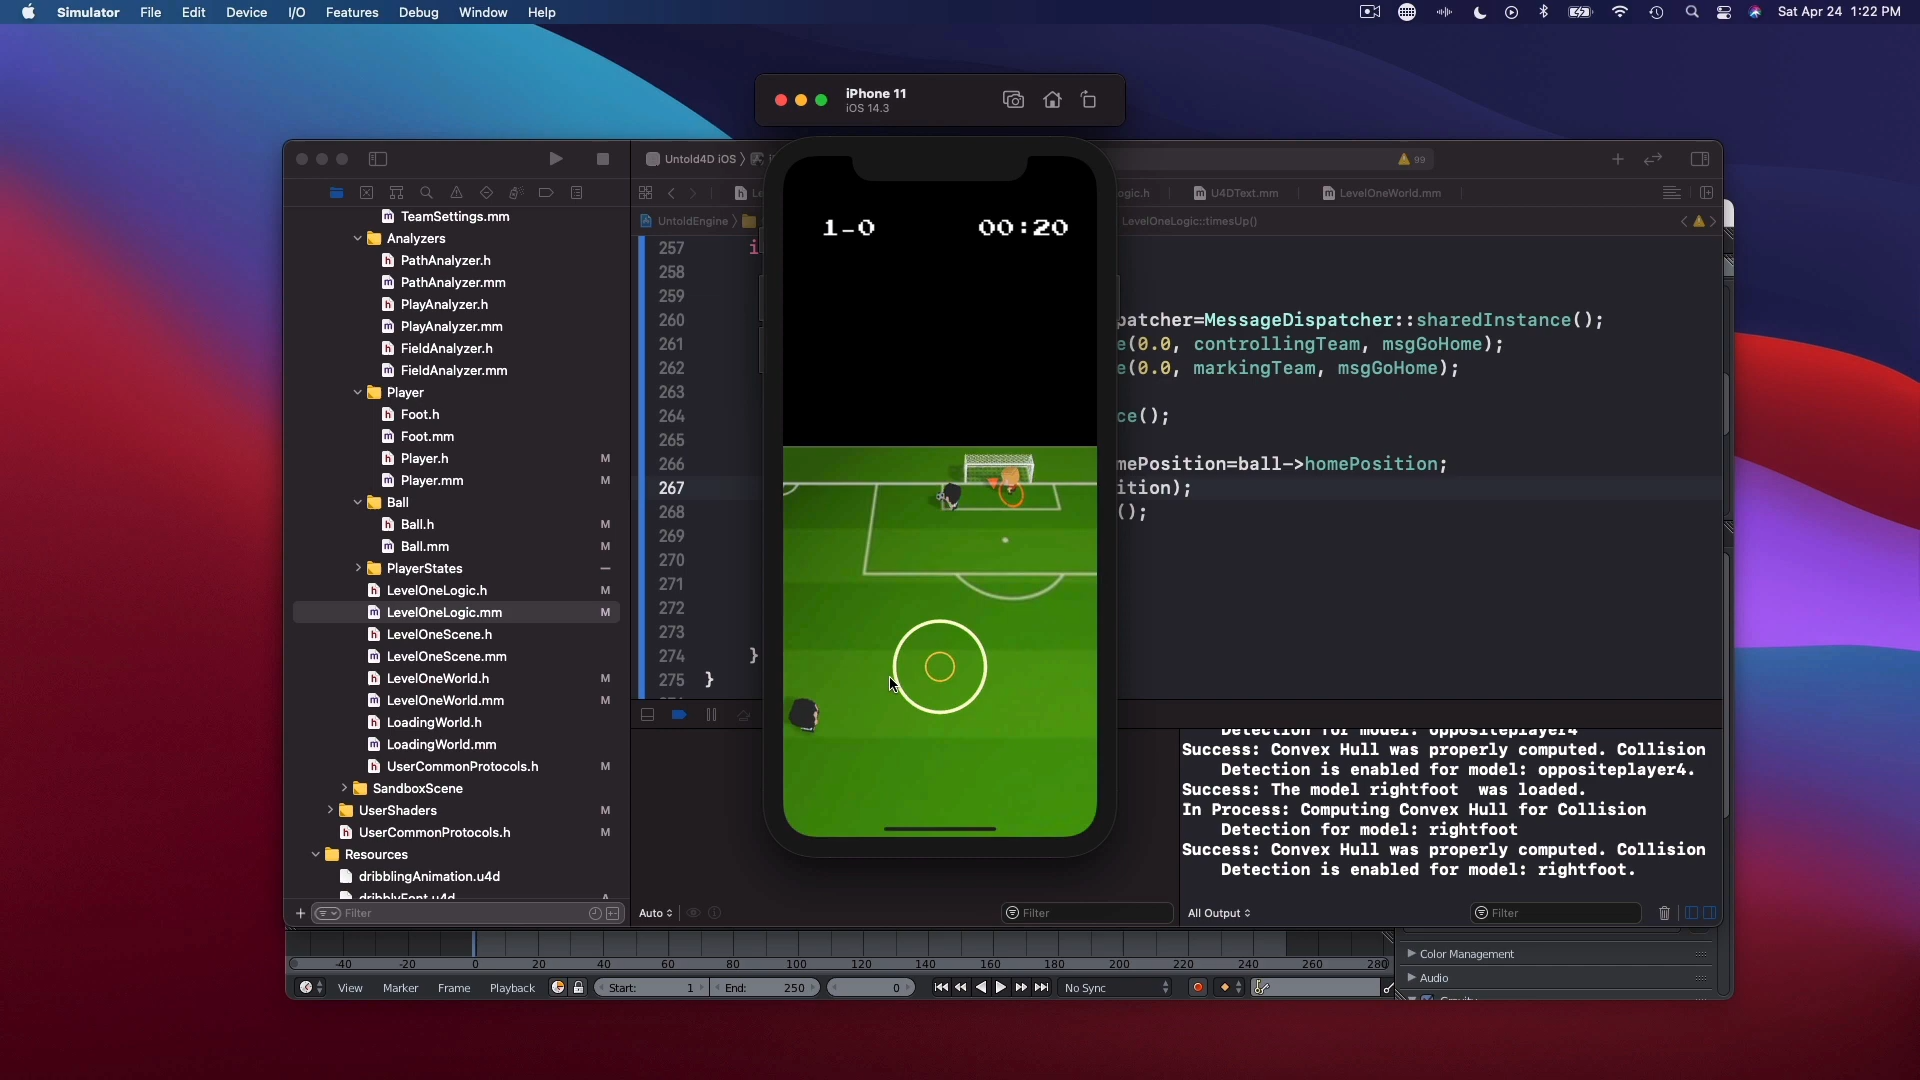 Simulator File Edit Device I/O Features Debug Window Help
Sat Apr 24 1:22 PM
iPhone 11
iOS 14.3
Untold4D iOS
99
ogic.h
U4DText.mm
LevelOneWorld.mm
UntoldEngine
LevelOneLogic::timesUp()
TeamSettings.mm
Analyzers
PathAnalyzer.h
PathAnalyzer.mm
PlayAnalyzer.h
PlayAnalyzer.mm
FieldAnalyzer.h
FieldAnalyzer.mm
Player
Foot.h
Foot.mm
Player.h M
Player.mm M
Ball
Ball.h M
Ball.mm M
PlayerStates
LevelOneLogic.h M
LevelOneLogic.mm M
LevelOneScene.h
LevelOneScene.mm
LevelOneWorld.h M
LevelOneWorld.mm M
LoadingWorld.h
LoadingWorld.mm
UserCommonProtocols.h M
SandboxScene
UserShaders M
UserCommonProtocols.h M
Resources
dribblingAnimation.u4d
dribblyFont.u4d A
Filter
257 i
258
259
260 patcher=MessageDispatcher::sharedInstance();
261 e(0.0, controllingTeam, msgGoHome);
262 e(0.0, markingTeam, msgGoHome);
263
264 ce();
265
266 mePosition=ball->homePosition;
267 ition);
268 ();
269
270
271
272
273
274 }
275 }
1-0 00:20
Detection for model: oppositeplayer4
Success: Convex Hull was properly computed. Collision
Detection is enabled for model: oppositeplayer4.
Success: The model rightfoot was loaded.
In Process: Computing Convex Hull for Collision
Detection for model: rightfoot
Success: Convex Hull was properly computed. Collision
Detection is enabled for model: rightfoot.
Auto
Filter
All Output
Filter
-40 -20 0 20 40 60 80 100 120 140 160 180 200 220 240 260 280
View Marker Frame Playback Start: 1 End: 250 0 No Sync
Color Management
Audio